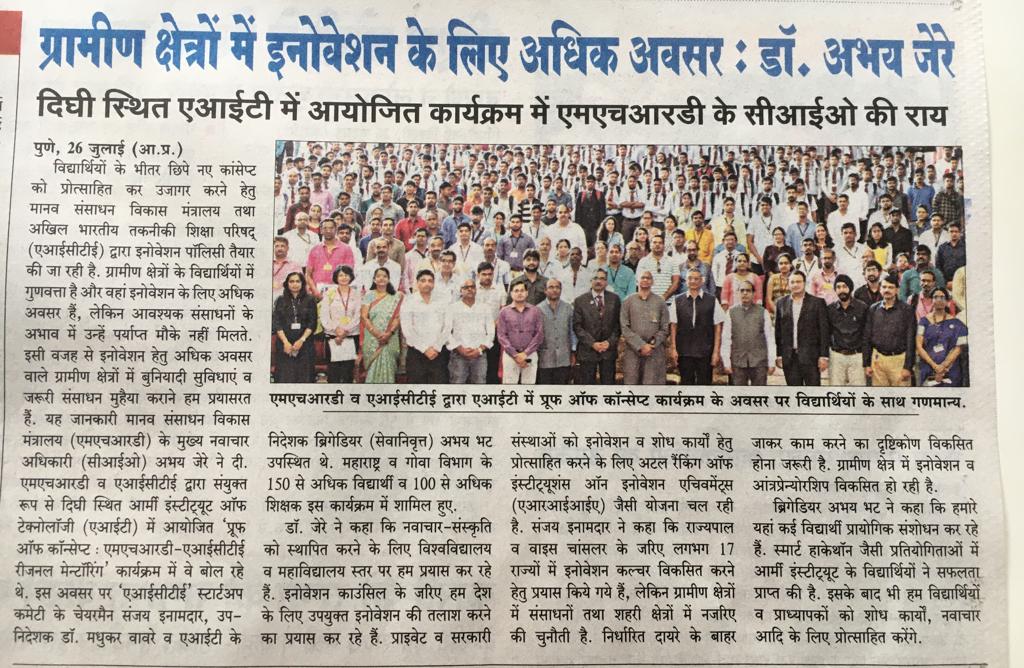 ग्रामीण क्षेत्रों में इनोवेशन के लिए अधिक अवसर : डॉ. अभय जेरे
दिघी स्थित एआईटी में आयोजित कार्यक्रम में एमएचआरडी के सीआईओ की राय
पुणे, 26 जुलाई (आ.प्र.)
विद्यार्थियों के भीतर छिपे नए कांसेप्ट
को प्रोत्साहित कर उजागर करने हेतु
मानव संसाधन विकास मंत्रालय तथा
अखिल भारतीय तकनीकी शिक्षा परिषद्
(एआईसीटीई) द्वारा इनोवेशन पॉलिसी तैयार
की जा रही है. ग्रामीण क्षेत्रों के विद्यार्थियों में
गुणवत्ता है और वहां इनोवेशन के लिए अधिक
अवसर हैं, लेकिन आवश्यक संसाधनों के
अभाव में उन्हें पर्याप्त मौके नहीं मिलते.
इसी वजह से इनोवेशन हेतु अधिक अवसर
वाले ग्रामीण क्षेत्रों में बुनियादी सुविधाएं व
जरूरी संसाधन मुहैया कराने हम प्रयासरत
हैं. यह जानकारी मानव संसाधन विकास
मंत्रालय (एमएचआरडी) के मुख्य नवाचार
अधिकारी (सीआईओ) अभय जेरे ने दी.
एमएचआरडी व एआईसीटीई द्वारा संयुक्त
रूप से दिघी स्थित आर्मी इंस्टीट्यूट ऑफ
टेक्नोलॉजी (एआईटी) में आयोजित 'प्रूफ
ऑफ कॉन्सेप्ट : एमएचआरडी-एआईसीटीई
रीजनल मेन्टॉरिंग' कार्यक्रम में वे बोल रहे
थे. इस अवसर पर 'एआईसीटीई' स्टार्टअप
कमेटी के चेयरमैन संजय इनामदार, उप-
निदेशक डॉ. मधुकर वावरे व एआईटी के
एमएचआरडी व एआईसीटीई द्वारा एआईटी में प्रूफ ऑफ कॉन्सेप्ट कार्यक्रम के अवसर पर विद्यार्थियों के साथ गणमान्य.
निदेशक ब्रिगेडियर (सेवानिवृत्त) अभय भट
उपस्थित थे. महाराष्ट्र व गोवा विभाग के
150 से अधिक विद्यार्थी व 100 से अधिक
शिक्षक इस कार्यक्रम में शामिल हुए.
डॉ. जेरे ने कहा कि नवाचार-संस्कृति
को स्थापित करने के लिए विश्वविद्यालय
व महाविद्यालय स्तर पर हम प्रयास कर रहे
हैं. इनोवेशन काउंसिल के जरिए हम देश
के लिए उपयुक्त इनोवेशन की तलाश करने
का प्रयास कर रहे हैं. प्राइवेट व सरकारी
संस्थाओं को इनोवेशन व शोध कार्यों हेतु
प्रोत्साहित करने के लिए अटल रैंकिंग ऑफ
इंस्टीट्यूशंस ऑन इनोवेशन एचिवमेंट्स
(एआरआईआईए) जैसी योजना चल रही
है. संजय इनामदार ने कहा कि राज्यपाल
व वाइस चांसलर के जरिए लगभग 17
राज्यों में इनोवेशन कल्चर विकसित करने
हेतु प्रयास किये गये हैं, लेकिन ग्रामीण क्षेत्रों
में संसाधनों तथा शहरी क्षेत्रों में नजरिए
की चुनौती है. निर्धारित दायरे के बाहर
जाकर काम करने का दृष्टिकोण विकसित
होना जरूरी है. ग्रामीण क्षेत्र में इनोवेशन व
आंत्रप्रेन्योरशिप विकसित हो रही है.
ब्रिगेडियर अभय भट ने कहा कि हमारे
यहां कई विद्यार्थी प्रायोगिक संशोधन कर रहे
हैं. स्मार्ट हाकेथॉन जैसी प्रतियोगिताओं में
आर्मी इंस्टीट्यूट के विद्यार्थियों ने सफलता
प्राप्त की है. इसके बाद भी हम विद्यार्थियों
व प्राध्यापकों को शोध कार्यों, नवाचार
आदि के लिए प्रोत्साहित करेंगे.